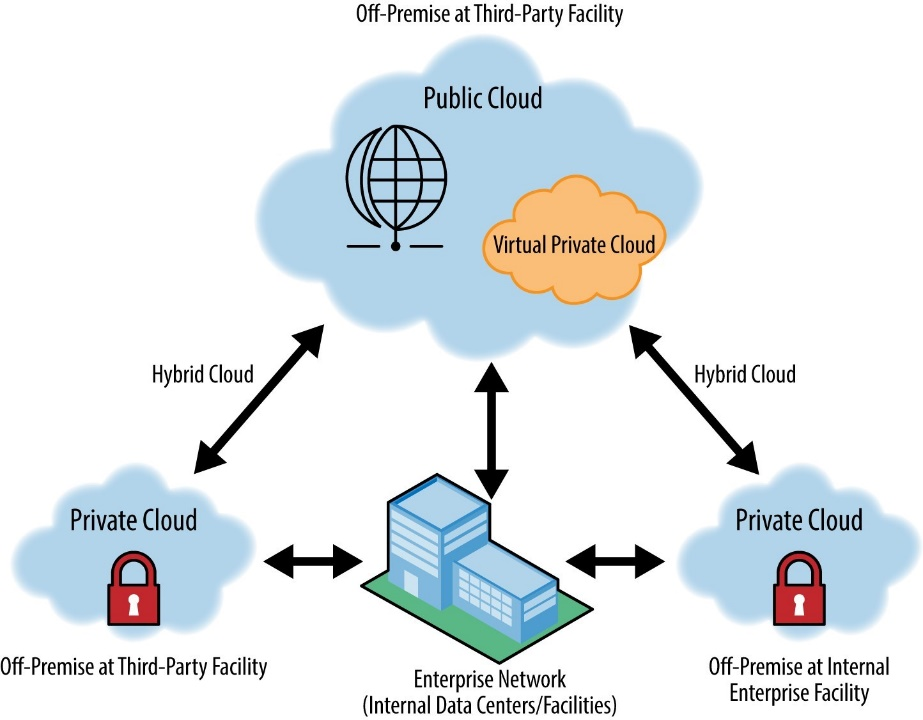 Off-Premise at Third-Party Facility
Public Cloud
Virtual Private Cloud
Hybrid Cloud
Hybrid Cloud
Private Cloud
Private Cloud
Off-Premise at Third-Party Facility
Enterprise Network
(Internal Data Centers/Facilities)
Off-Premise at Internal
Enterprise Facility